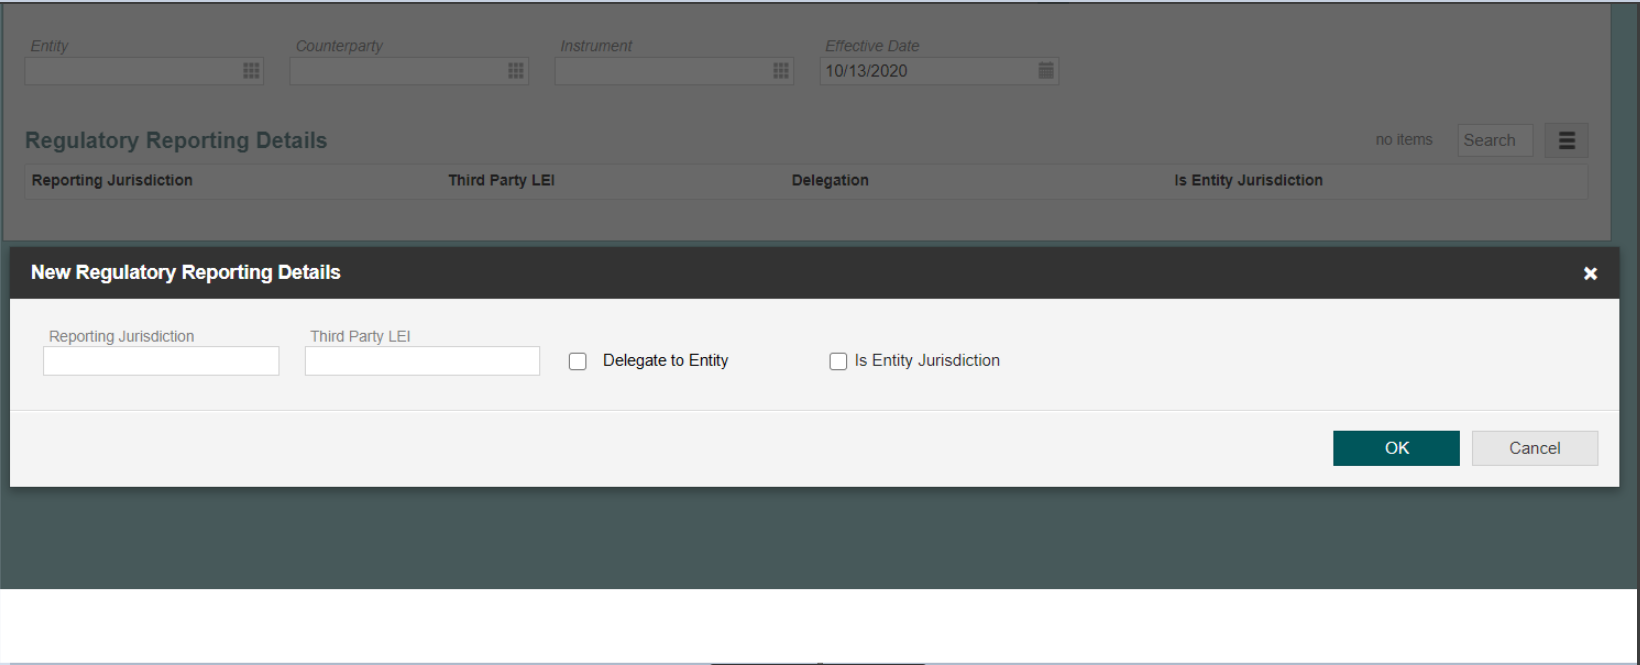 Entity Counterparty Instrument Effective Date
10/13/2020
Regulatory Reporting Details no items Search
Reporting Jurisdiction Third Party LEI Delegation Is Entity Jurisdiction
New Regulatory Reporting Details
Reporting Jurisdiction Third Party LEI
Delegate to Entity Is Entity Jurisdiction
OK Cancel